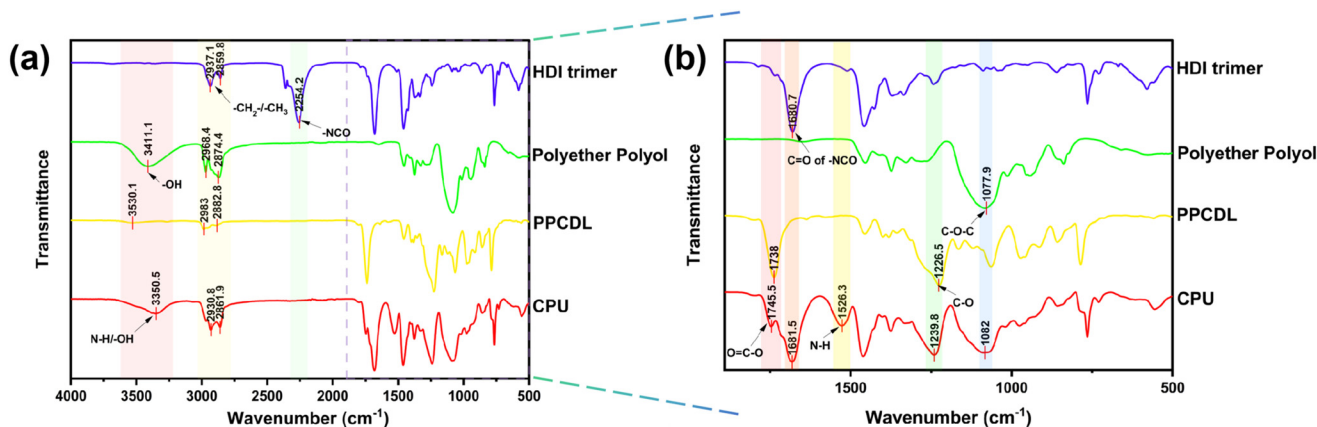 (a)
Transmittance
HDI trimer
2937.1
2859.8
-CH₂-/-CH₃
2254.2
-NCO
Polyether Polyol
3411.1
-OH
2968.4
2874.4
PPCDL
3530.1
2983
2882.8
CPU
3350.5
N-H/-OH
2930.8
2861.9
4000 3500 3000 2500 2000 1500 1000 500
Wavenumber (cm⁻¹)
(b)
Transmittance
HDI trimer
1680.7
C=O of -NCO
Polyether Polyol
1077.9
C-O-C
PPCDL
1738
1226.5
C-O
CPU
1745.5
O=C-O
1681.5
1526.3
N-H
1239.8
1082
1500 1000 500
Wavenumber (cm⁻¹)